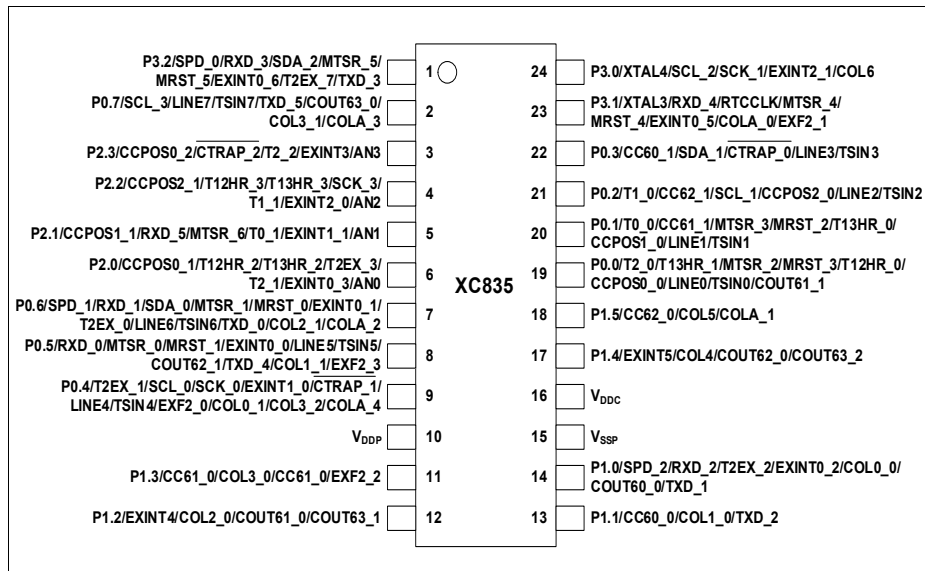 P3.2/SPD_0/RXD_3/SDA_2/MTSR_5/
MRST_5/EXINT0_6/T2EX_7/TXD_3
1
P0.7/SCL_3/LINE7/TSIN7/TXD_5/COUT63_0/
COL3_1/COLA_3
2
P2.3/CCPOS0_2/CTRAP_2/T2_2/EXINT3/AN3
3
P2.2/CCPOS2_1/T12HR_3/T13HR_3/SCK_3/
T1_1/EXINT2_0/AN2
4
P2.1/CCPOS1_1/RXD_5/MTSR_6/T0_1/EXINT1_1/AN1
5
P2.0/CCPOS0_1/T12HR_2/T13HR_2/T2EX_3/
T2_1/EXINT0_3/AN0
6
P0.6/SPD_1/RXD_1/SDA_0/MTSR_1/MRST_0/EXINT0_1/
T2EX_0/LINE6/TSIN6/TXD_0/COL2_1/COLA_2
7
P0.5/RXD_0/MTSR_0/MRST_1/EXINT0_0/LINE5/TSIN5/
COUT62_1/TXD_4/COL1_1/EXF2_3
8
P0.4/T2EX_1/SCL_0/SCK_0/EXINT1_0/CTRAP_1/
LINE4/TSIN4/EXF2_0/COL0_1/COL3_2/COLA_4
9
VDDP
10
P1.3/CC61_0/COL3_0/CC61_0/EXF2_2
11
P1.2/EXINT4/COL2_0/COUT61_0/COUT63_1
12
XC835
24
P3.0/XTAL4/SCL_2/SCK_1/EXINT2_1/COL6
23
P3.1/XTAL3/RXD_4/RTCCLK/MTSR_4/
MRST_4/EXINT0_5/COLA_0/EXF2_1
22
P0.3/CC60_1/SDA_1/CTRAP_0/LINE3/TSIN3
21
P0.2/T1_0/CC62_1/SCL_1/CCPOS2_0/LINE2/TSIN2
20
P0.1/T0_0/CC61_1/MTSR_3/MRST_2/T13HR_0/
CCPOS1_0/LINE1/TSIN1
19
P0.0/T2_0/T13HR_1/MTSR_2/MRST_3/T12HR_0/
CCPOS0_0/LINE0/TSIN0/COUT61_1
18
P1.5/CC62_0/COL5/COLA_1
17
P1.4/EXINT5/COL4/COUT62_0/COUT63_2
16
VDDC
15
VSSP
14
P1.0/SPD_2/RXD_2/T2EX_2/EXINT0_2/COL0_0/
COUT60_0/TXD_1
13
P1.1/CC60_0/COL1_0/TXD_2